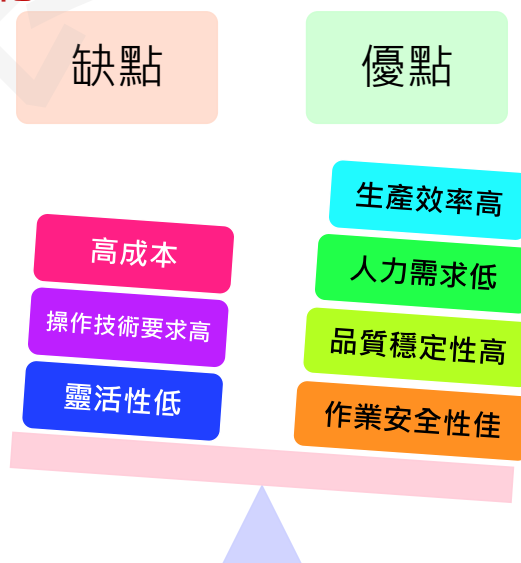 缺點
優點
高成本
操作技術要求高
靈活性低
生產效率高
人力需求低
品質穩定性高
作業安全性佳